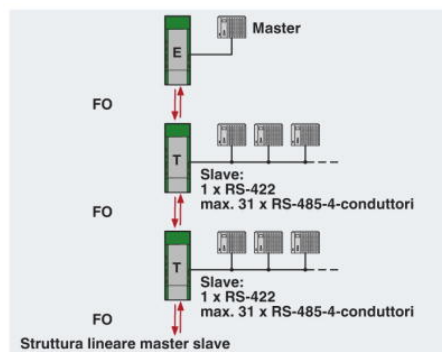 Master
E
FO
T
Slave:
1 x RS-422
max. 31 x RS-485-4-conduttori
FO
T
Slave:
1 x RS-422
max. 31 x RS-485-4-conduttori
FO
Struttura lineare master slave